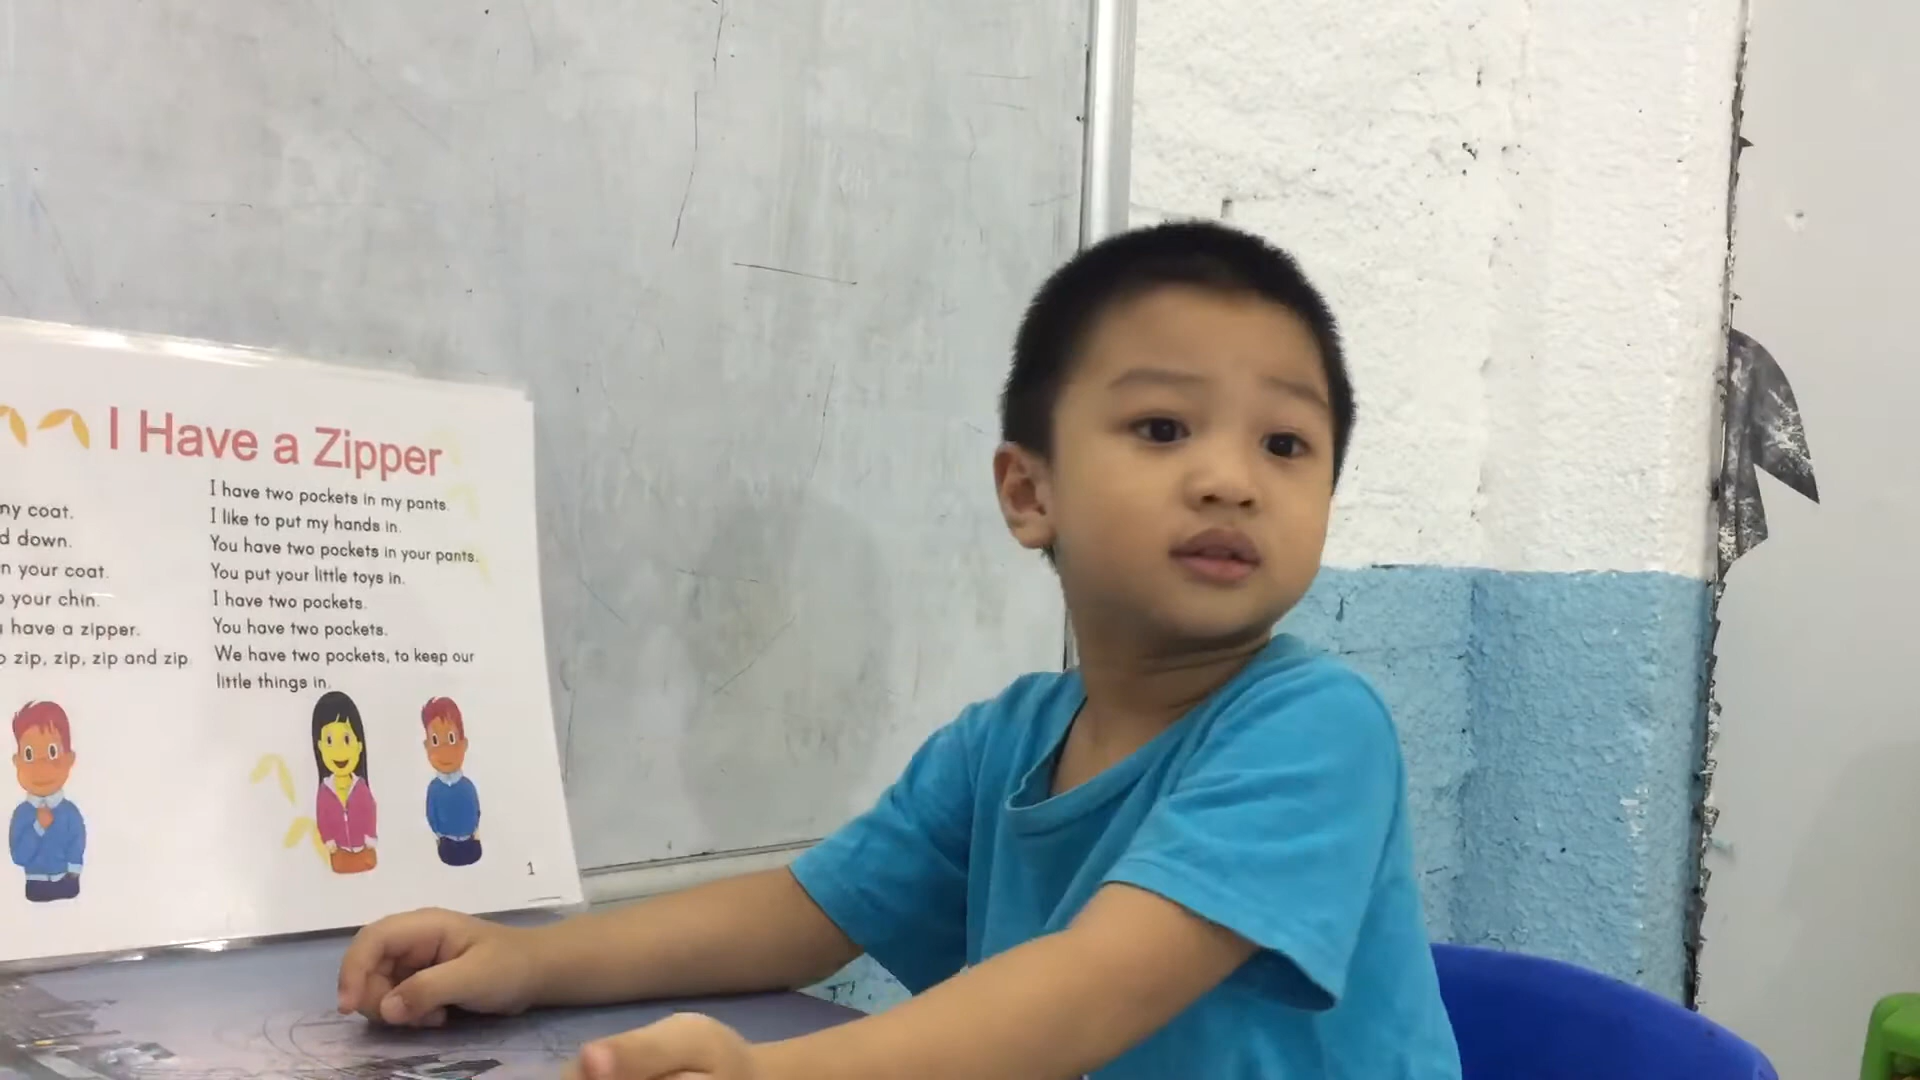 I Have a Zipper
my coat.
d down.
n your coat.
your chin.
have a zipper.
zip, zip, zip and zip.
I have two pockets in my pants.
I like to put my hands in.
You have two pockets in your pants.
You put your little toys in.
I have two pockets.
You have two pockets.
We have two pockets, to keep our
little things in.
1